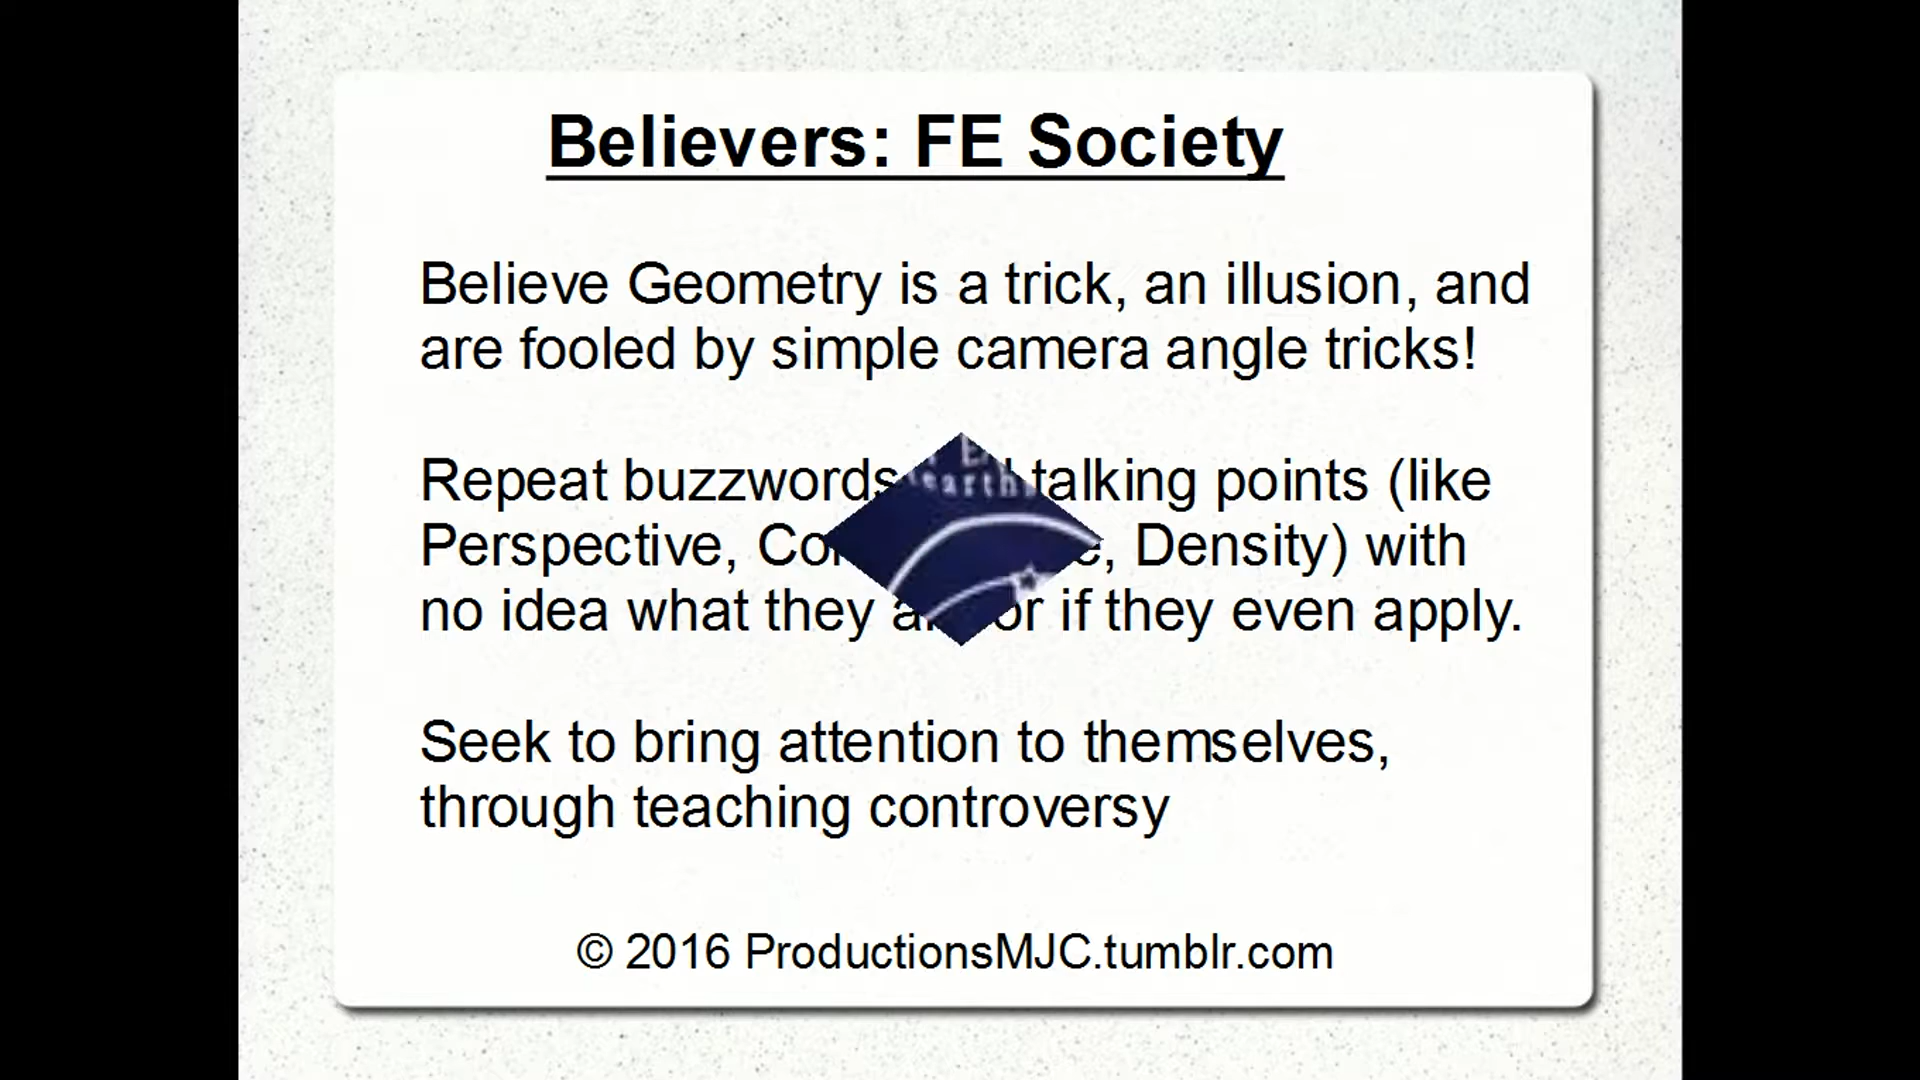 Believers: FE Society
Believe Geometry is a trick, an illusion, and
are fooled by simple camera angle tricks!
Repeat buzzwords talking points (like
Perspective, Density) with
no idea what they or if they even apply.
Seek to bring attention to themselves,
through teaching controversy
© 2016 ProductionsMJC.tumblr.com